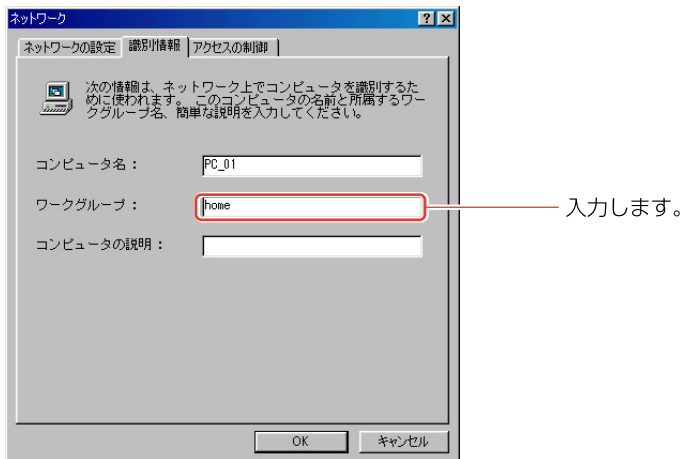 ネットワーク
ネットワークの設定 識別情報 アクセスの制御
次の情報は、ネットワーク上でコンピュータを識別するた
めに使われます。 このコンピュータの名前と所属するワー
クグループ名、簡単な説明を入力してください。
コンピュータ名： PC_01
ワークグループ： home
入力します。
コンピュータの説明：
OK キャンセル